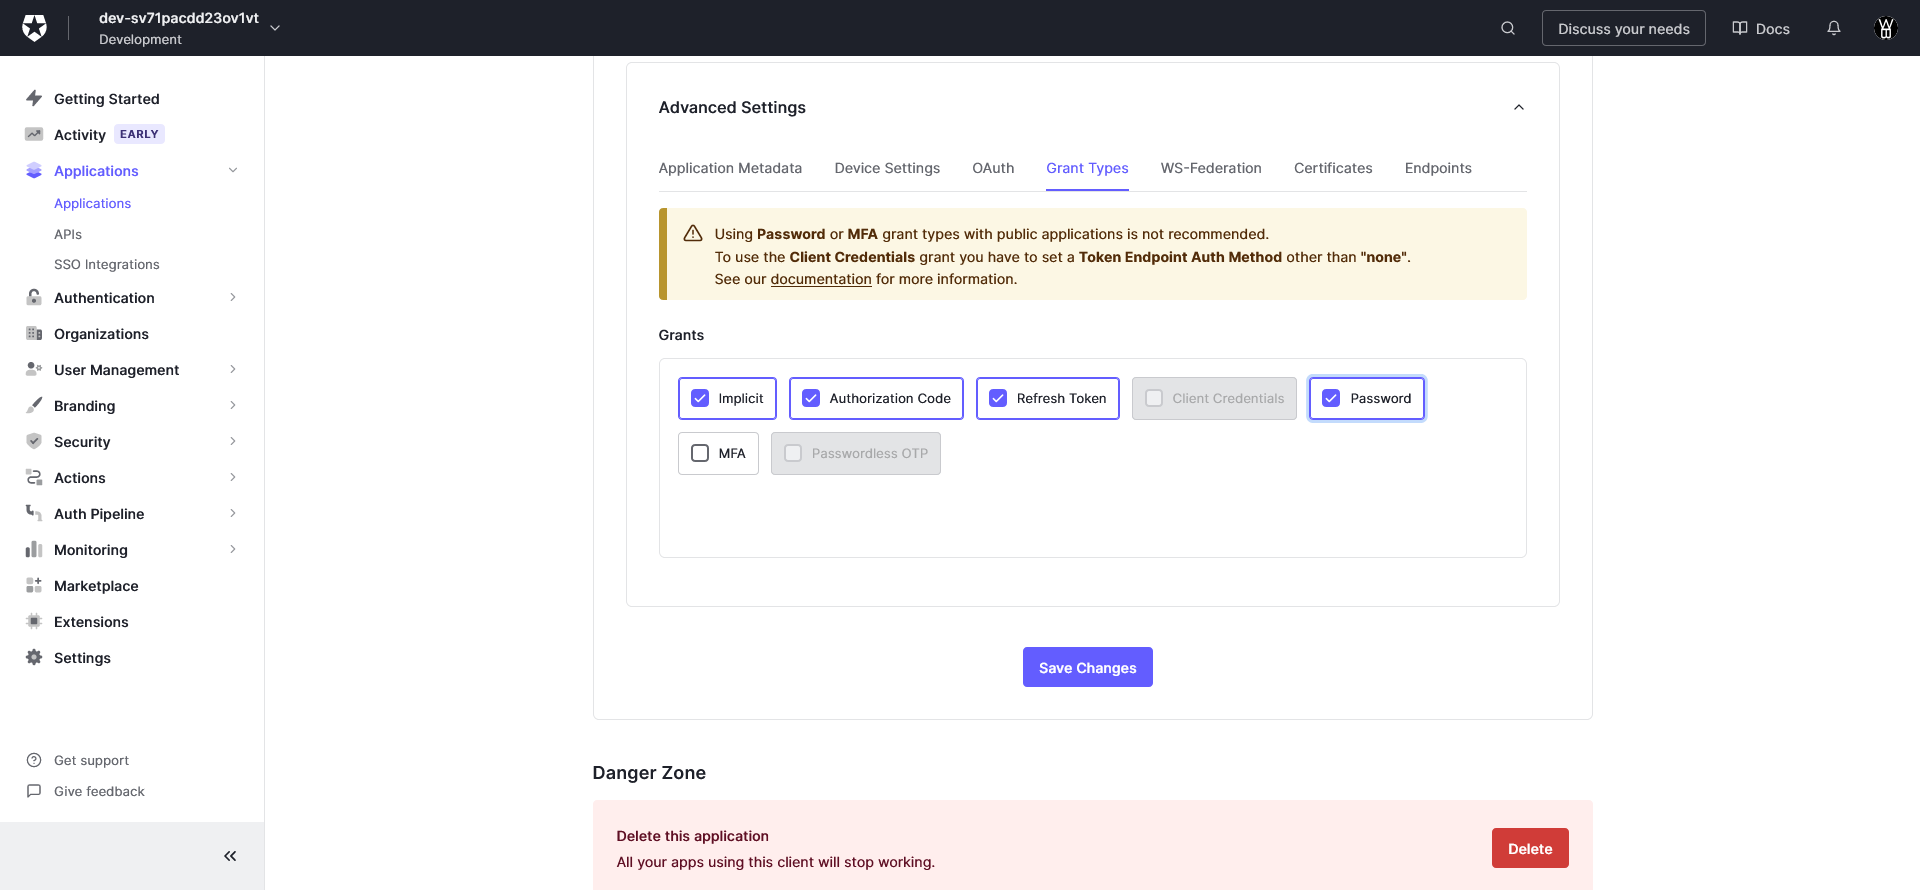 dev-sv71pacdd23ov1vt
Development
Discuss your needs
Docs
Getting Started
Activity EARLY
Applications
Applications
APIs
SSO Integrations
Authentication
Organizations
User Management
Branding
Security
Actions
Auth Pipeline
Monitoring
Marketplace
Extensions
Settings
Get support
Give feedback
Advanced Settings
Application Metadata Device Settings OAuth Grant Types WS-Federation Certificates Endpoints
Using Password or MFA grant types with public applications is not recommended.
To use the Client Credentials grant you have to set a Token Endpoint Auth Method other than "none".
See our documentation for more information.
Grants
Implicit Authorization Code Refresh Token Client Credentials Password
MFA Passwordless OTP
Save Changes
Danger Zone
Delete this application
All your apps using this client will stop working.
Delete